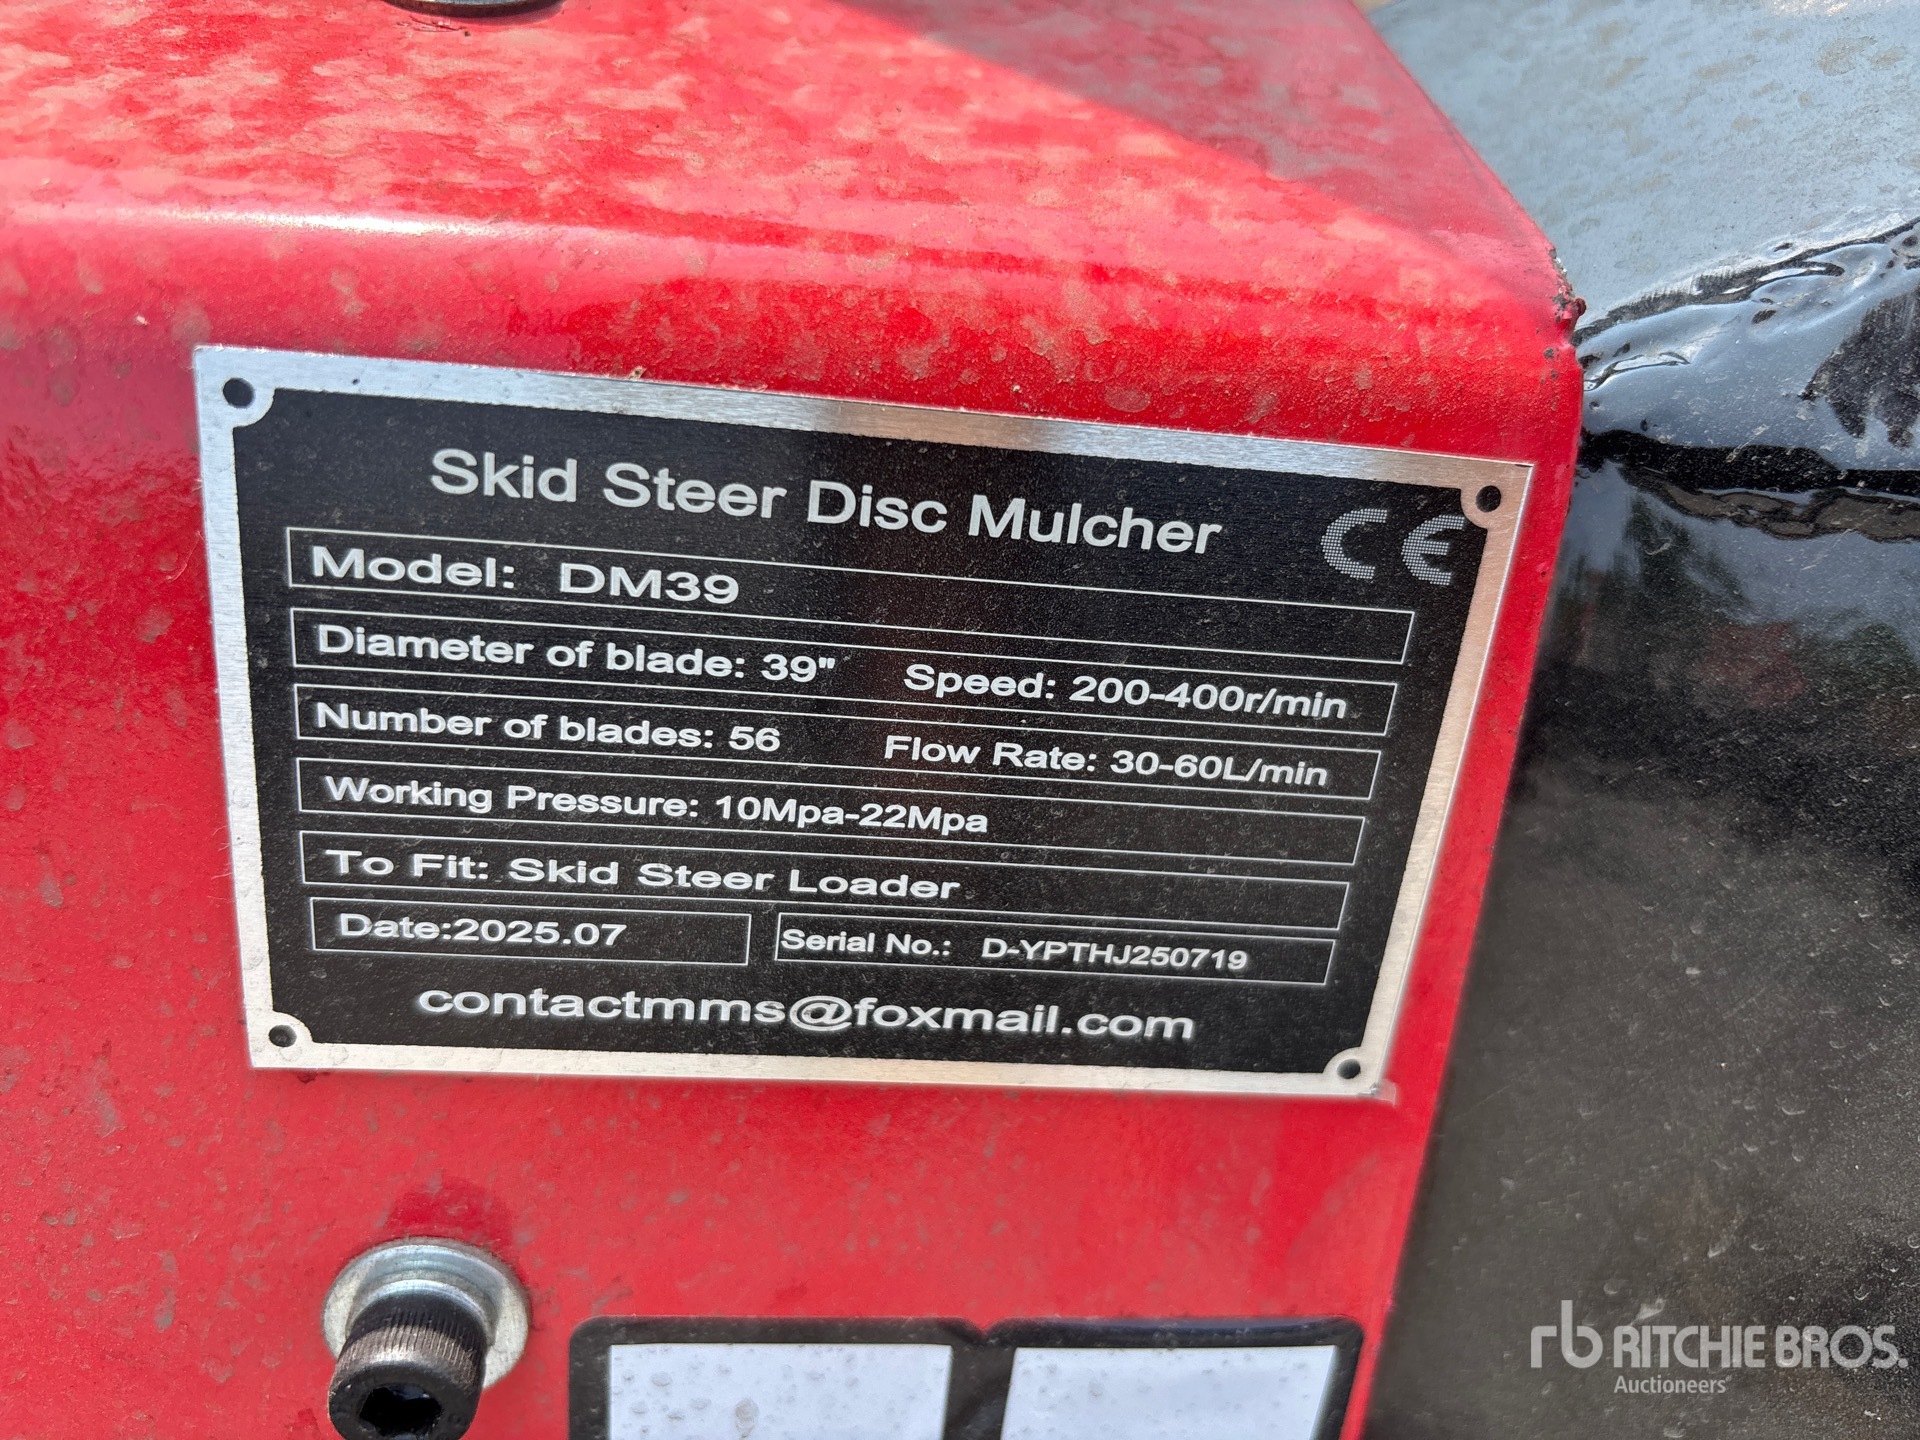 Skid Steer Disc Mulcher
CE
Model: DM39
Diameter of blade: 39" Speed: 200-400r/min
Number of blades: 56 Flow Rate: 30-60L/min
Working Pressure: 10Mpa-22Mpa
To Fit: Skid Steer Loader
Date:2025.07 Serial No.: D-YPTHJ250719
contactmms@foxmail.com
rb RITCHIE BROS.
Auctioneers